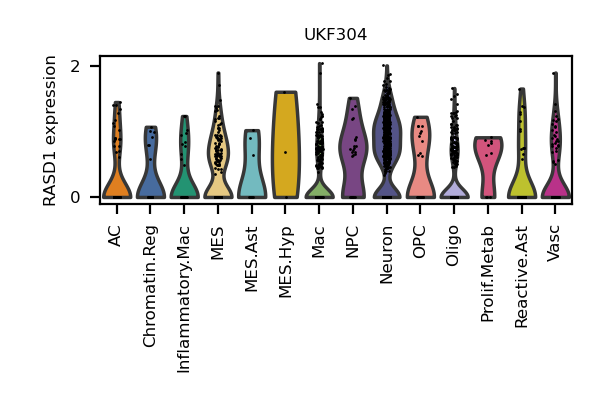 UKF304
RASD1 expression
2
0
AC
Chromatin.Reg
Inflammatory.Mac
MES
MES.Ast
MES.Hyp
Mac
NPC
Neuron
OPC
Oligo
Prolif.Metab
Reactive.Ast
Vasc